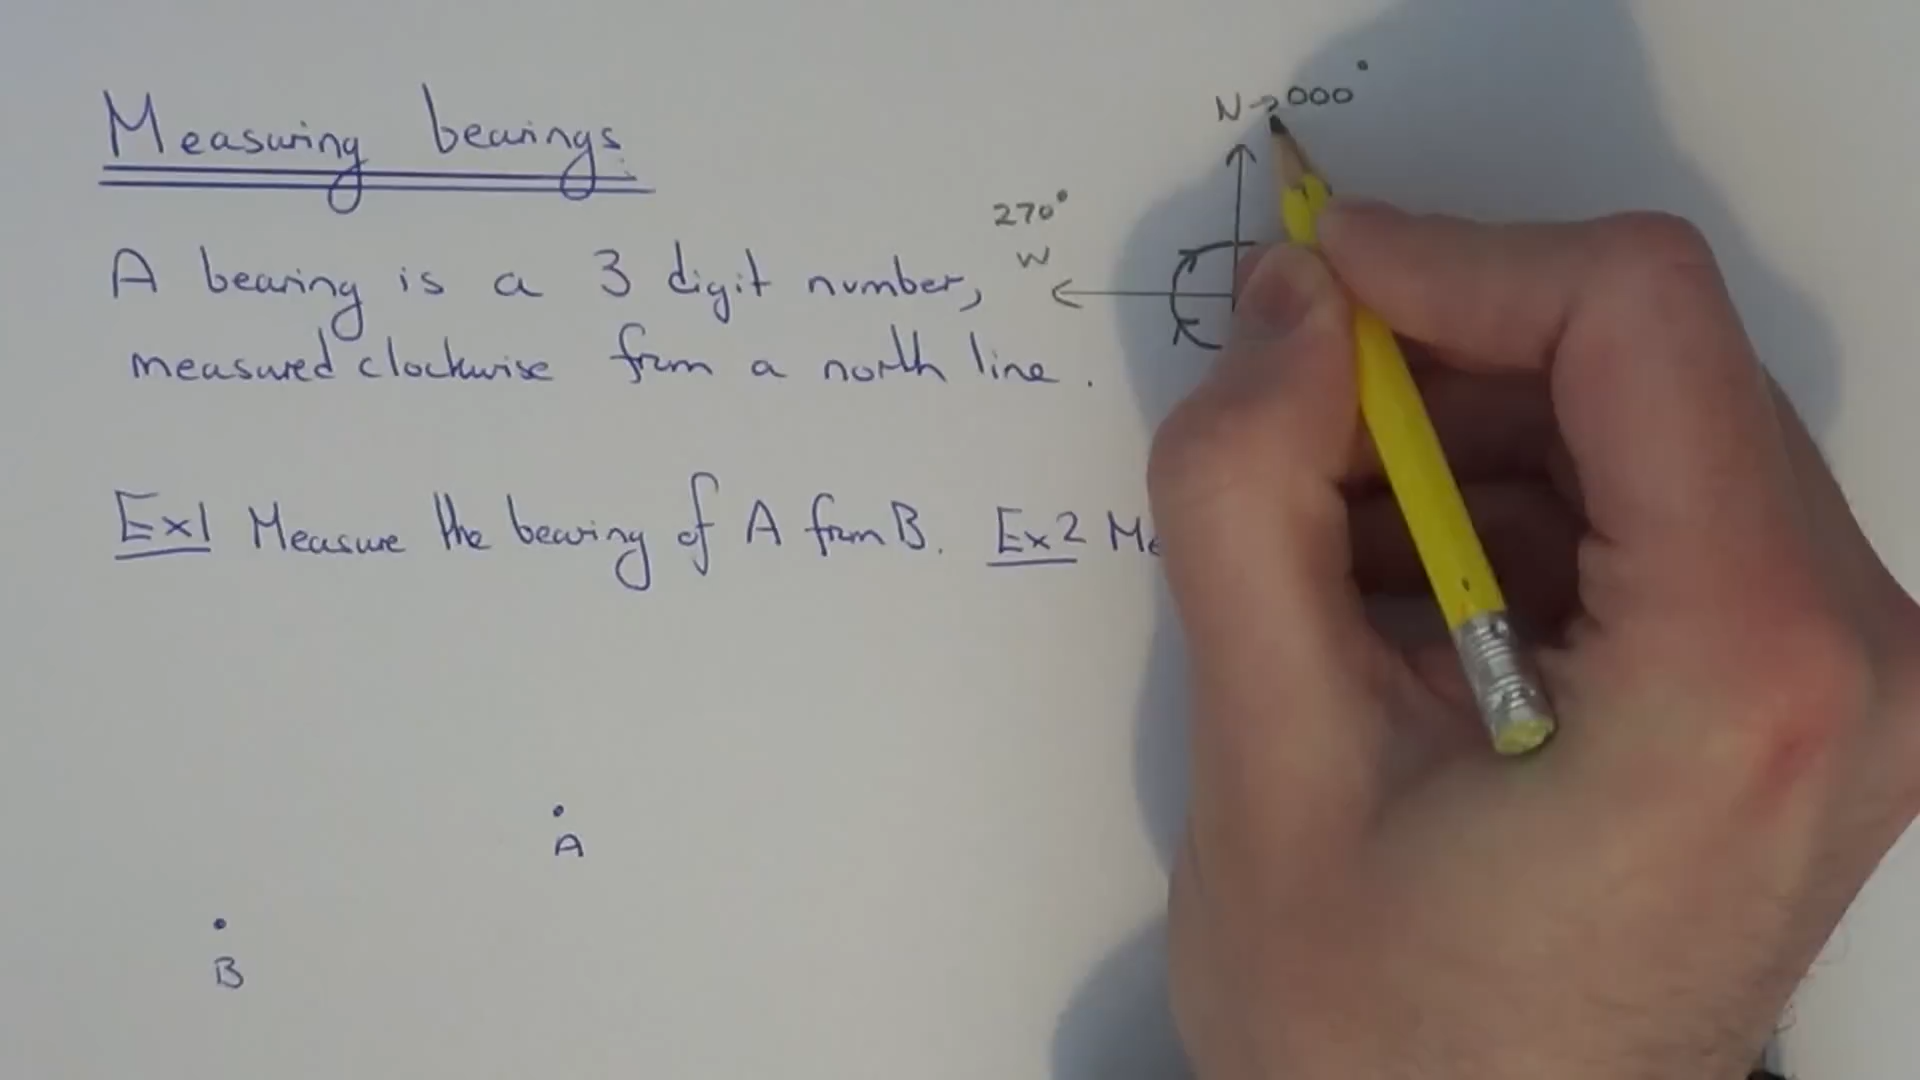 Measuring bearings.
N → 000°
270°
W
A bearing is a 3 digit number,
measured clockwise from a north line.
Ex1 Measure the bearing of A from B.
Ex2 Me
A
B